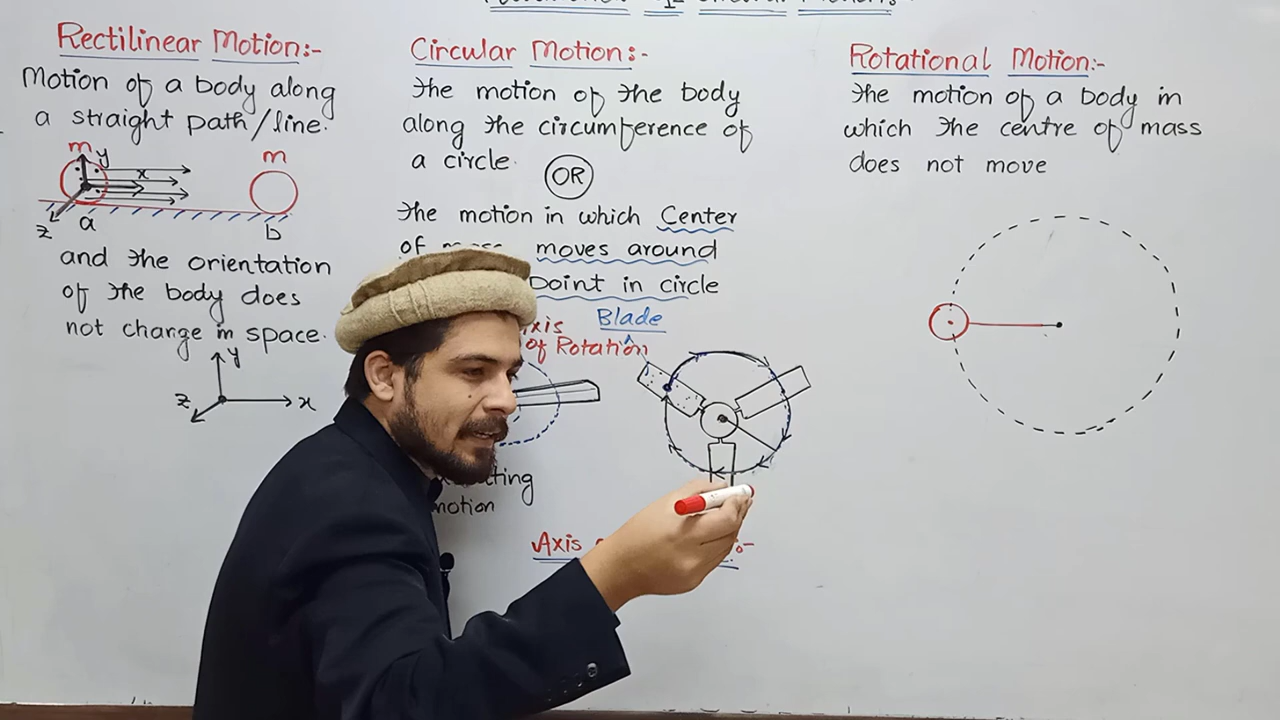 Rectilinear Motion:-
Motion of a body along
a straight path/line.
m
y
x
z
a
m
b
and the orientation
of the body does
not change in space.
y
x
z
Circular Motion:-
the motion of the body
along the circumference of
a circle.
OR
the motion in which Center
of moves around
point in circle
Blade
of Rotation
motion
Axis
Rotational Motion:-
the motion of a body in
which the centre of mass
does not move